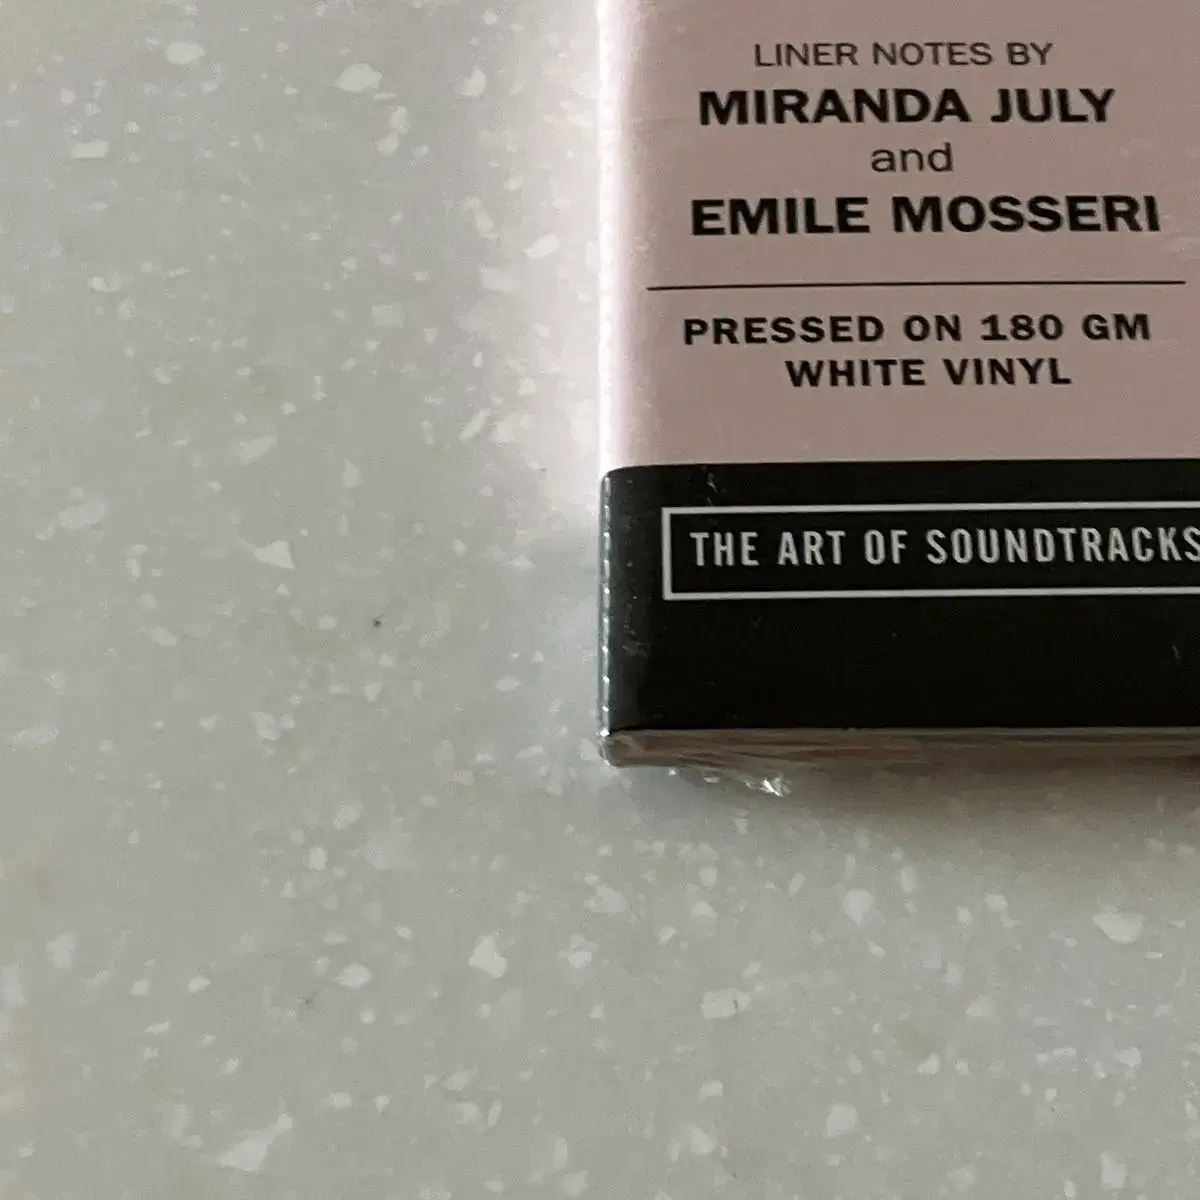 LINER NOTES BY
MIRANDA JULY
and
EMILE MOSSERI
PRESSED ON 180 GM
WHITE VINYL
THE ART OF SOUNDTRACKS